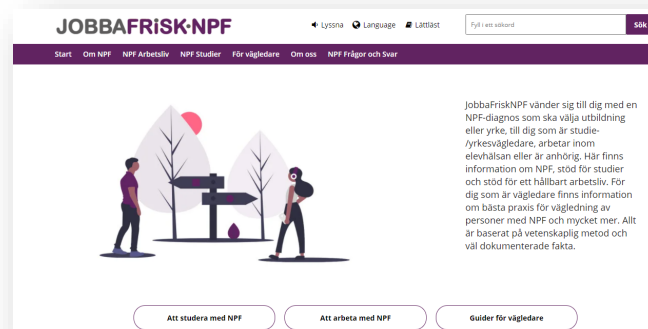 JOBBAFRiSK·NPF
Lyssna Language Lättläst
Fyll i ett sökord
Sök
Start Om NPF NPF Arbetsliv NPF Studier För vägledare Om oss NPF Frågor och Svar
JobbaFriskNPF vänder sig till dig med en
NPF-diagnos som ska välja utbildning
eller yrke, till dig som är studie-
/yrkesvägledare, arbetar inom
elevhälsan eller är anhörig. Här finns
information om NPF, stöd för studier
och stöd för ett hållbart arbetsliv. För
dig som är vägledare finns information
om bästa praxis för vägledning av
personer med NPF och mycket mer. Allt
är baserat på vetenskaplig metod och
väl dokumenterade fakta.
Att studera med NPF
Att arbeta med NPF
Guider för vägledare